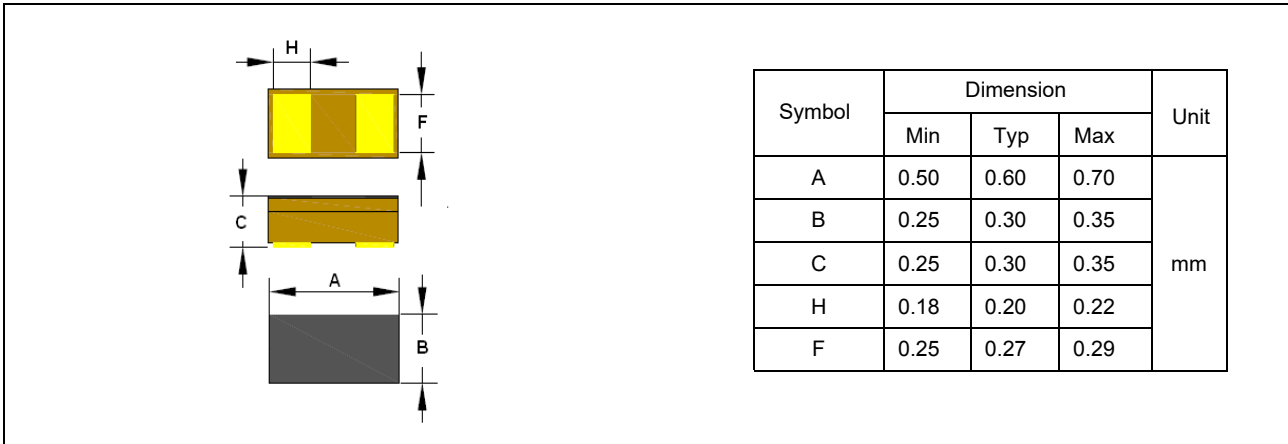 H
F
C
A
B
Symbol Dimension Unit
Min Typ Max
A 0.50 0.60 0.70
B 0.25 0.30 0.35
C 0.25 0.30 0.35 mm
H 0.18 0.20 0.22
F 0.25 0.27 0.29